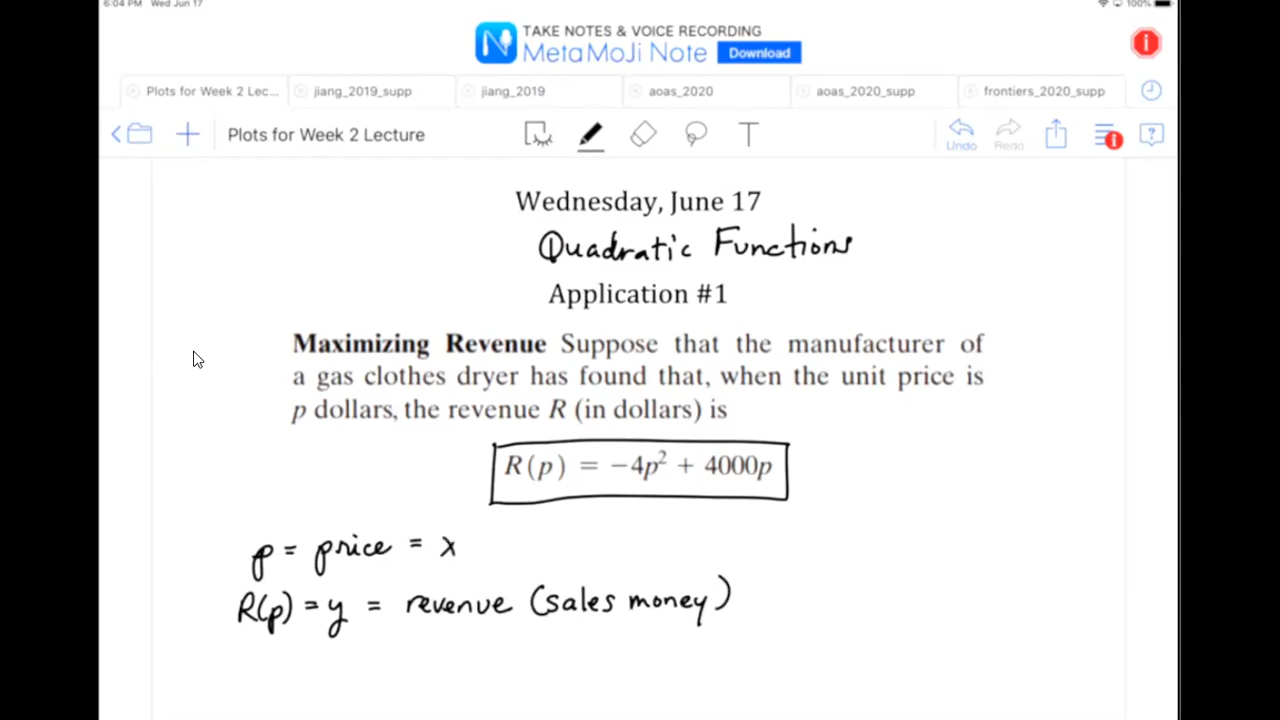 6:04 PM Wed Jun 17 100%
TAKE NOTES & VOICE RECORDING
MetaMoJi Note Download
Plots for Week 2 Lec... jiang_2019_supp jiang_2019 aoas_2020 aoas_2020_supp frontiers_2020_supp
Plots for Week 2 Lecture T Undo Redo
Wednesday, June 17
Quadratic Functions
Application #1
Maximizing Revenue Suppose that the manufacturer of
a gas clothes dryer has found that, when the unit price is
p dollars, the revenue R (in dollars) is
R(p) = −4p² + 4000p
p = price = x
R(p) = y = revenue (sales money)